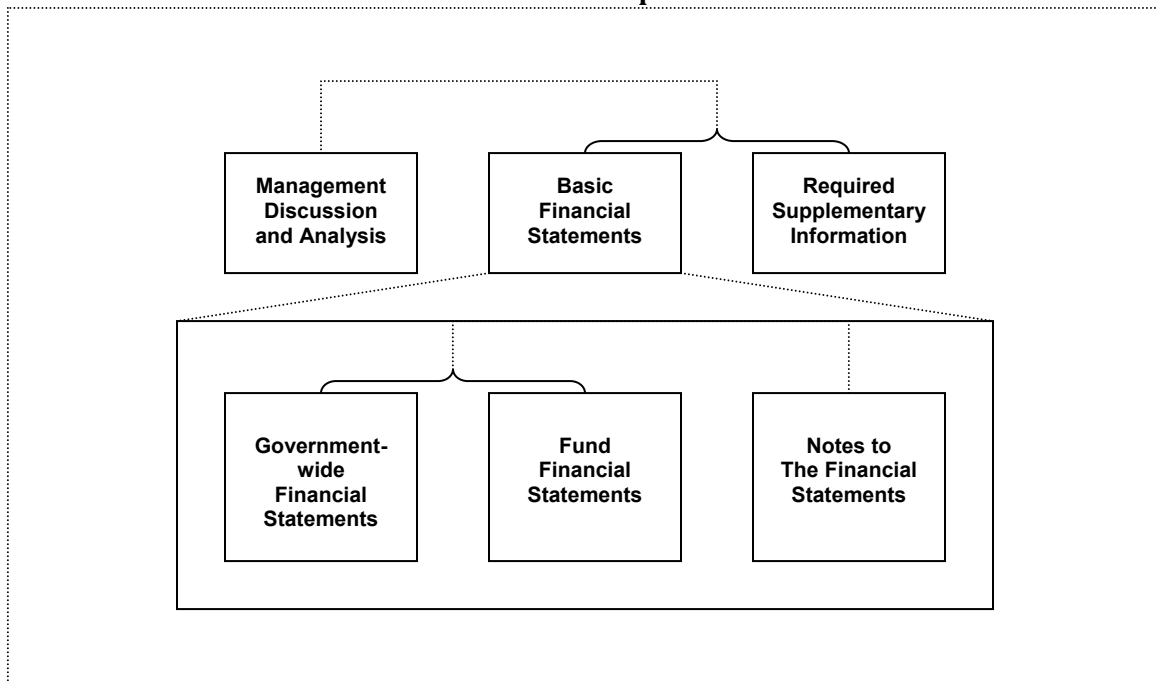 Management
Discussion
and Analysis
Basic
Financial
Statements
Required
Supplementary
Information
Government-
wide
Financial
Statements
Fund
Financial
Statements
Notes to
The Financial
Statements